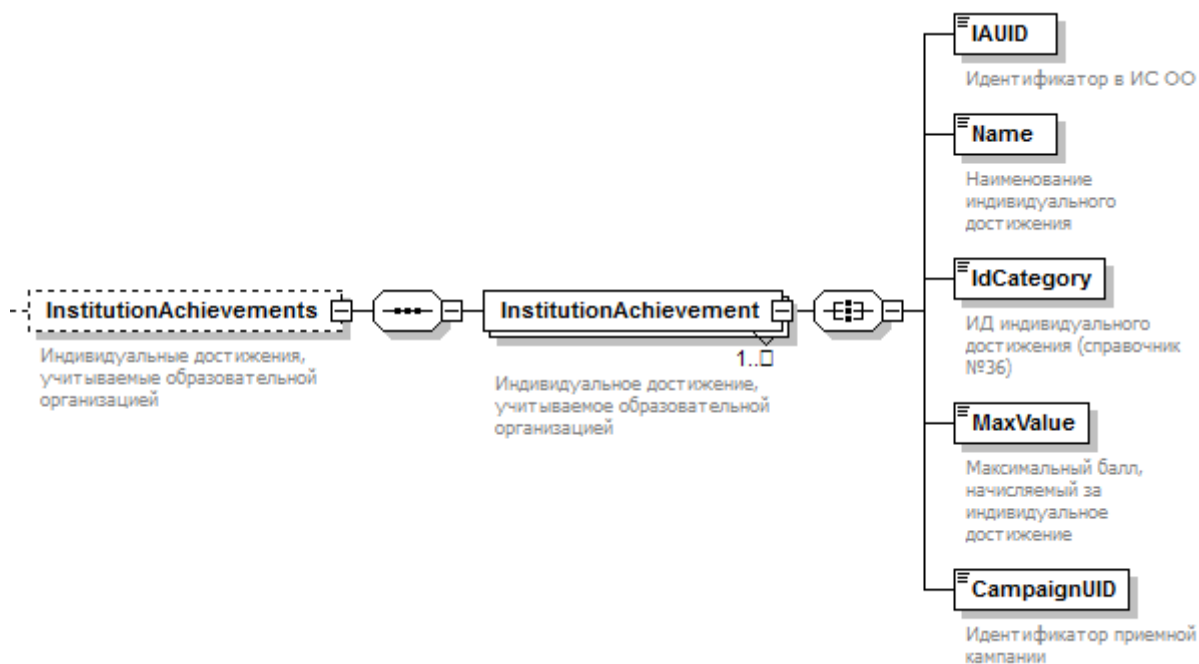 InstitutionAchievements
Индивидуальные достижения,
учитываемые образовательной
организацией
InstitutionAchievement
1..□
Индивидуальное достижение,
учитываемое образовательной
организацией
IAUID
Идентификатор в ИС ОО
Name
Наименование
индивидуального
достижения
IdCategory
ИД индивидуального
достижения (справочник
№36)
MaxValue
Максимальный балл,
начисляемый за
индивидуальное
достижение
CampaignUID
Идентификатор приемной
кампании